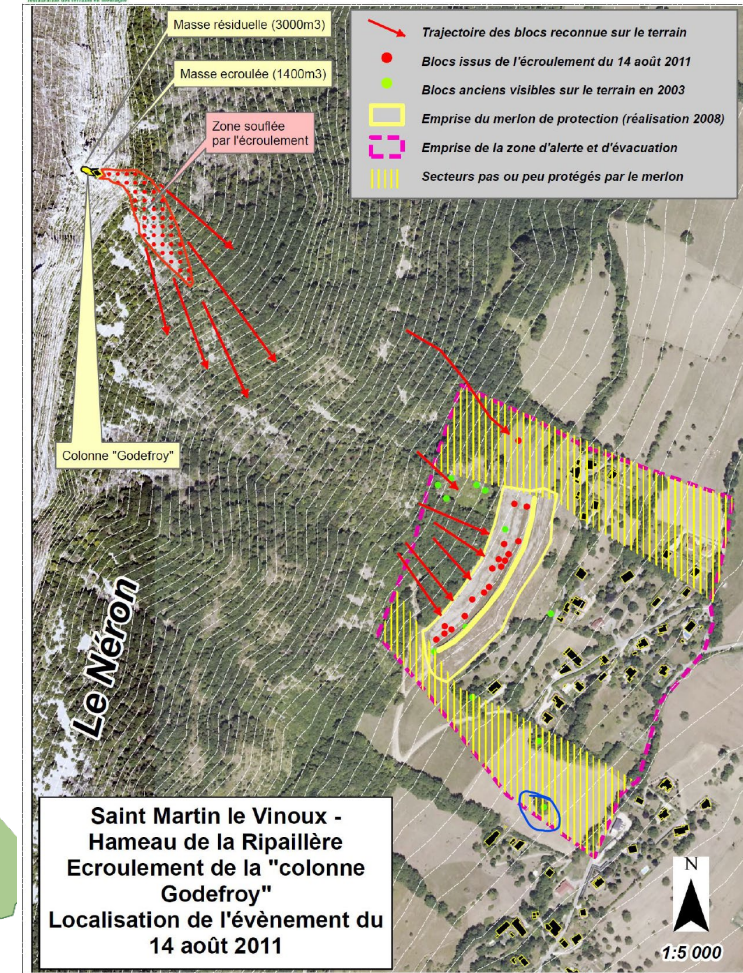 Masse résiduelle (3000m3)
Masse ecroulée (1400m3)
Zone souflée
par l'écroulement
Trajectoire des blocs reconnue sur le terrain
Blocs issus de l'écroulement du 14 août 2011
Blocs anciens visibles sur le terrain en 2003
Emprise du merlon de protection (réalisation 2008)
Emprise de la zone d'alerte et d'évacuation
Secteurs pas ou peu protégés par le merlon
Colonne "Godefroy"
Le Néron
Saint Martin le Vinoux -
Hameau de la Ripaillère
Ecroulement de la "colonne
Godefroy"
Localisation de l'évènement du
14 août 2011
N
1:5 000